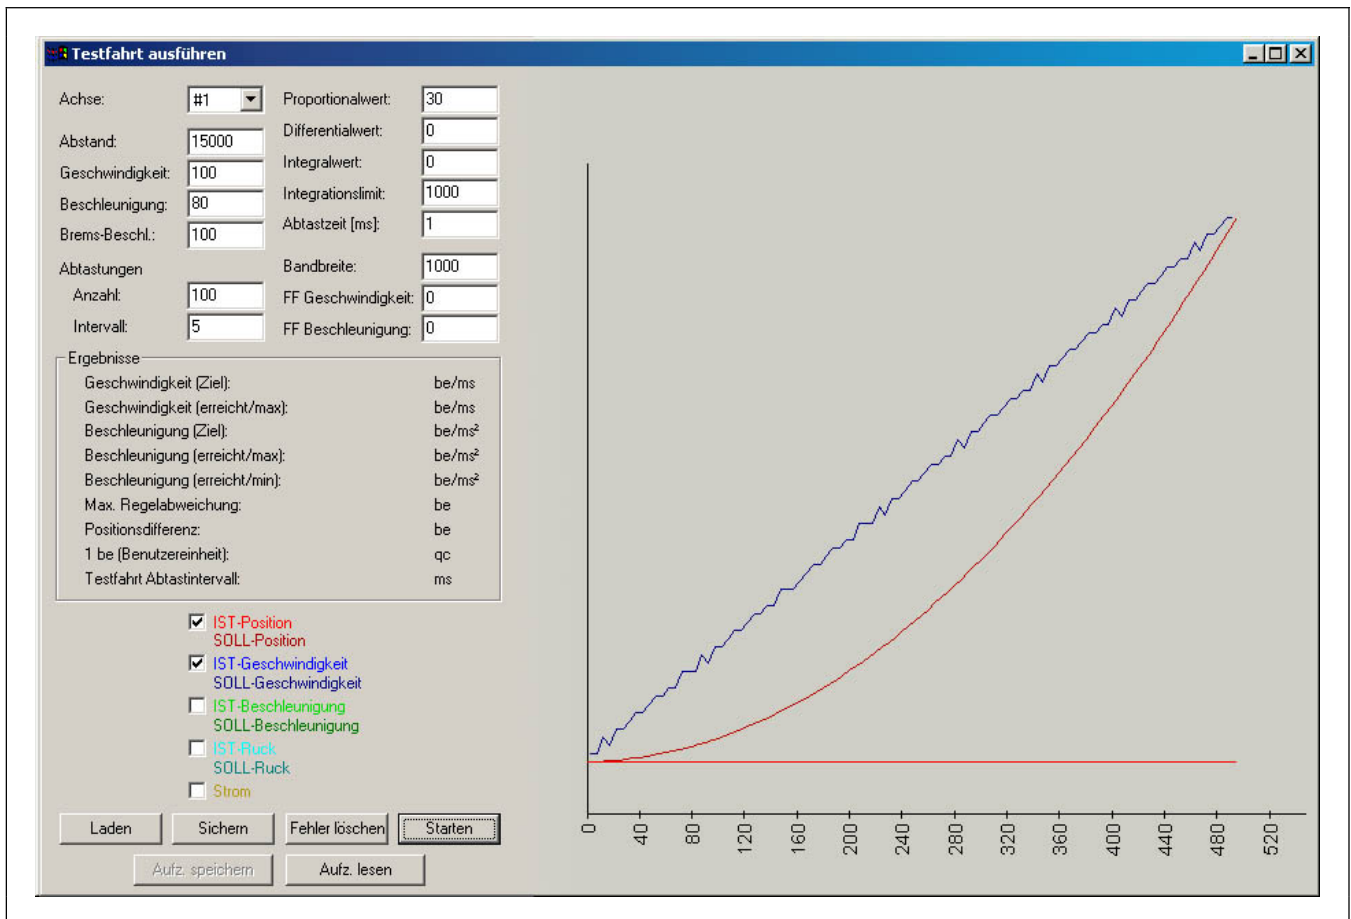 Testfahrt ausführen
Achse: #1
Proportionalwert: 30
Differentialwert: 0
Abstand: 15000
Integralwert: 0
Geschwindigkeit: 100
Integrationslimit: 1000
Beschleunigung: 80
Abtastzeit [ms]: 1
Brems-Beschl.: 100
Abtastungen
Bandbreite: 1000
Anzahl: 100
FF Geschwindigkeit: 0
Intervall: 5
FF Beschleunigung: 0
Ergebnisse
Geschwindigkeit (Ziel): be/ms
Geschwindigkeit (erreicht/max): be/ms
Beschleunigung (Ziel): be/ms²
Beschleunigung (erreicht/max): be/ms²
Beschleunigung (erreicht/min): be/ms²
Max. Regelabweichung: be
Positionsdifferenz: be
1 be (Benutzereinheit): qc
Testfahrt Abtastintervall: ms
IST-Position
SOLL-Position
IST-Geschwindigkeit
SOLL-Geschwindigkeit
IST-Beschleunigung
SOLL-Beschleunigung
IST-Ruck
SOLL-Ruck
Strom
Laden Sichern Fehler löschen Starten
Aufz. speichern Aufz. lesen
0 40 80 120 160 200 240 280 320 360 400 440 480 520